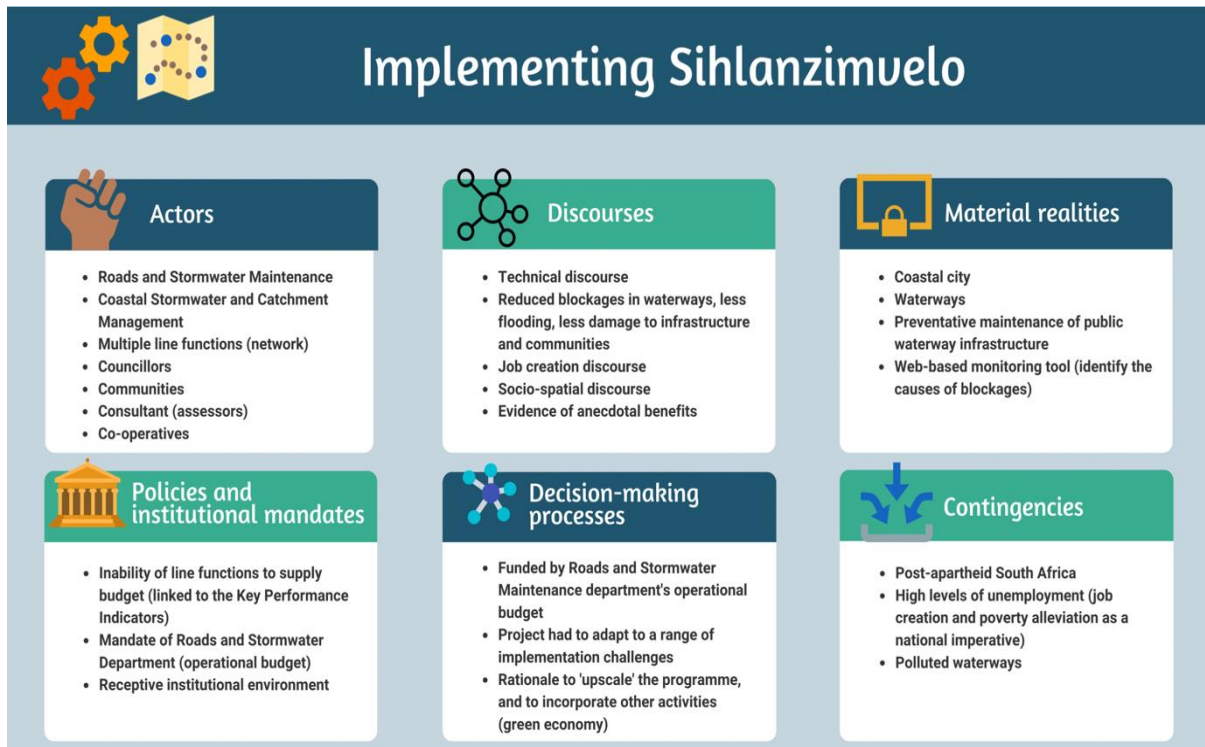 Implementing Sihlanzimvelo
Actors
• Roads and Stormwater Maintenance
• Coastal Stormwater and Catchment
Management
• Multiple line functions (network)
• Councillors
• Communities
• Consultant (assessors)
• Co-operatives
Discourses
• Technical discourse
• Reduced blockages in waterways, less
flooding, less damage to infrastructure
and communities
• Job creation discourse
• Socio-spatial discourse
• Evidence of anecdotal benefits
Material realities
• Coastal city
• Waterways
• Preventative maintenance of public
waterway infrastructure
• Web-based monitoring tool (identify the
causes of blockages)
Policies and
institutional mandates
• Inability of line functions to supply
budget (linked to the Key Performance
Indicators)
• Mandate of Roads and Stormwater
Department (operational budget)
• Receptive institutional environment
Decision-making
processes
• Funded by Roads and Stormwater
Maintenance department's operational
budget
• Project had to adapt to a range of
implementation challenges
• Rationale to 'upscale' the programme,
and to incorporate other activities
(green economy)
Contingencies
• Post-apartheid South Africa
• High levels of unemployment (job
creation and poverty alleviation as a
national imperative)
• Polluted waterways